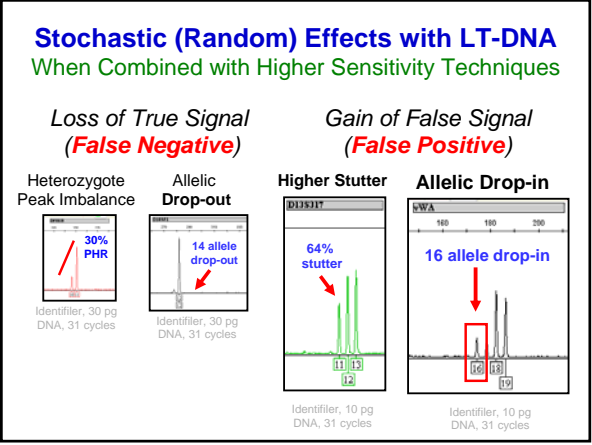 Stochastic (Random) Effects with LT-DNA
When Combined with Higher Sensitivity Techniques
Loss of True Signal
(False Negative)
Gain of False Signal
(False Positive)
Heterozygote
Peak Imbalance
30%
PHR
Identifiler, 30 pg
DNA, 31 cycles
Allelic
Drop-out
14 allele
drop-out
Identifiler, 30 pg
DNA, 31 cycles
Higher Stutter
D13S317
64%
stutter
11 13
12
Identifiler, 10 pg
DNA, 31 cycles
Allelic Drop-in
vWA
160 180 200
16 allele drop-in
16 18
19
Identifiler, 10 pg
DNA, 31 cycles